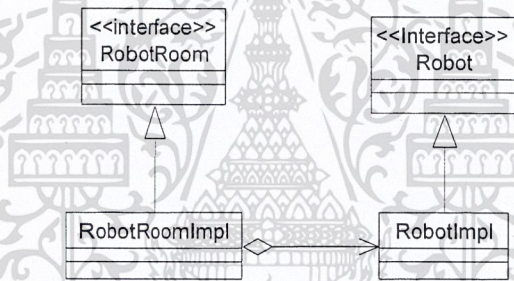 <<interface>>
RobotRoom
<<Interface>>
Robot
RobotRoomImpl
RobotImpl